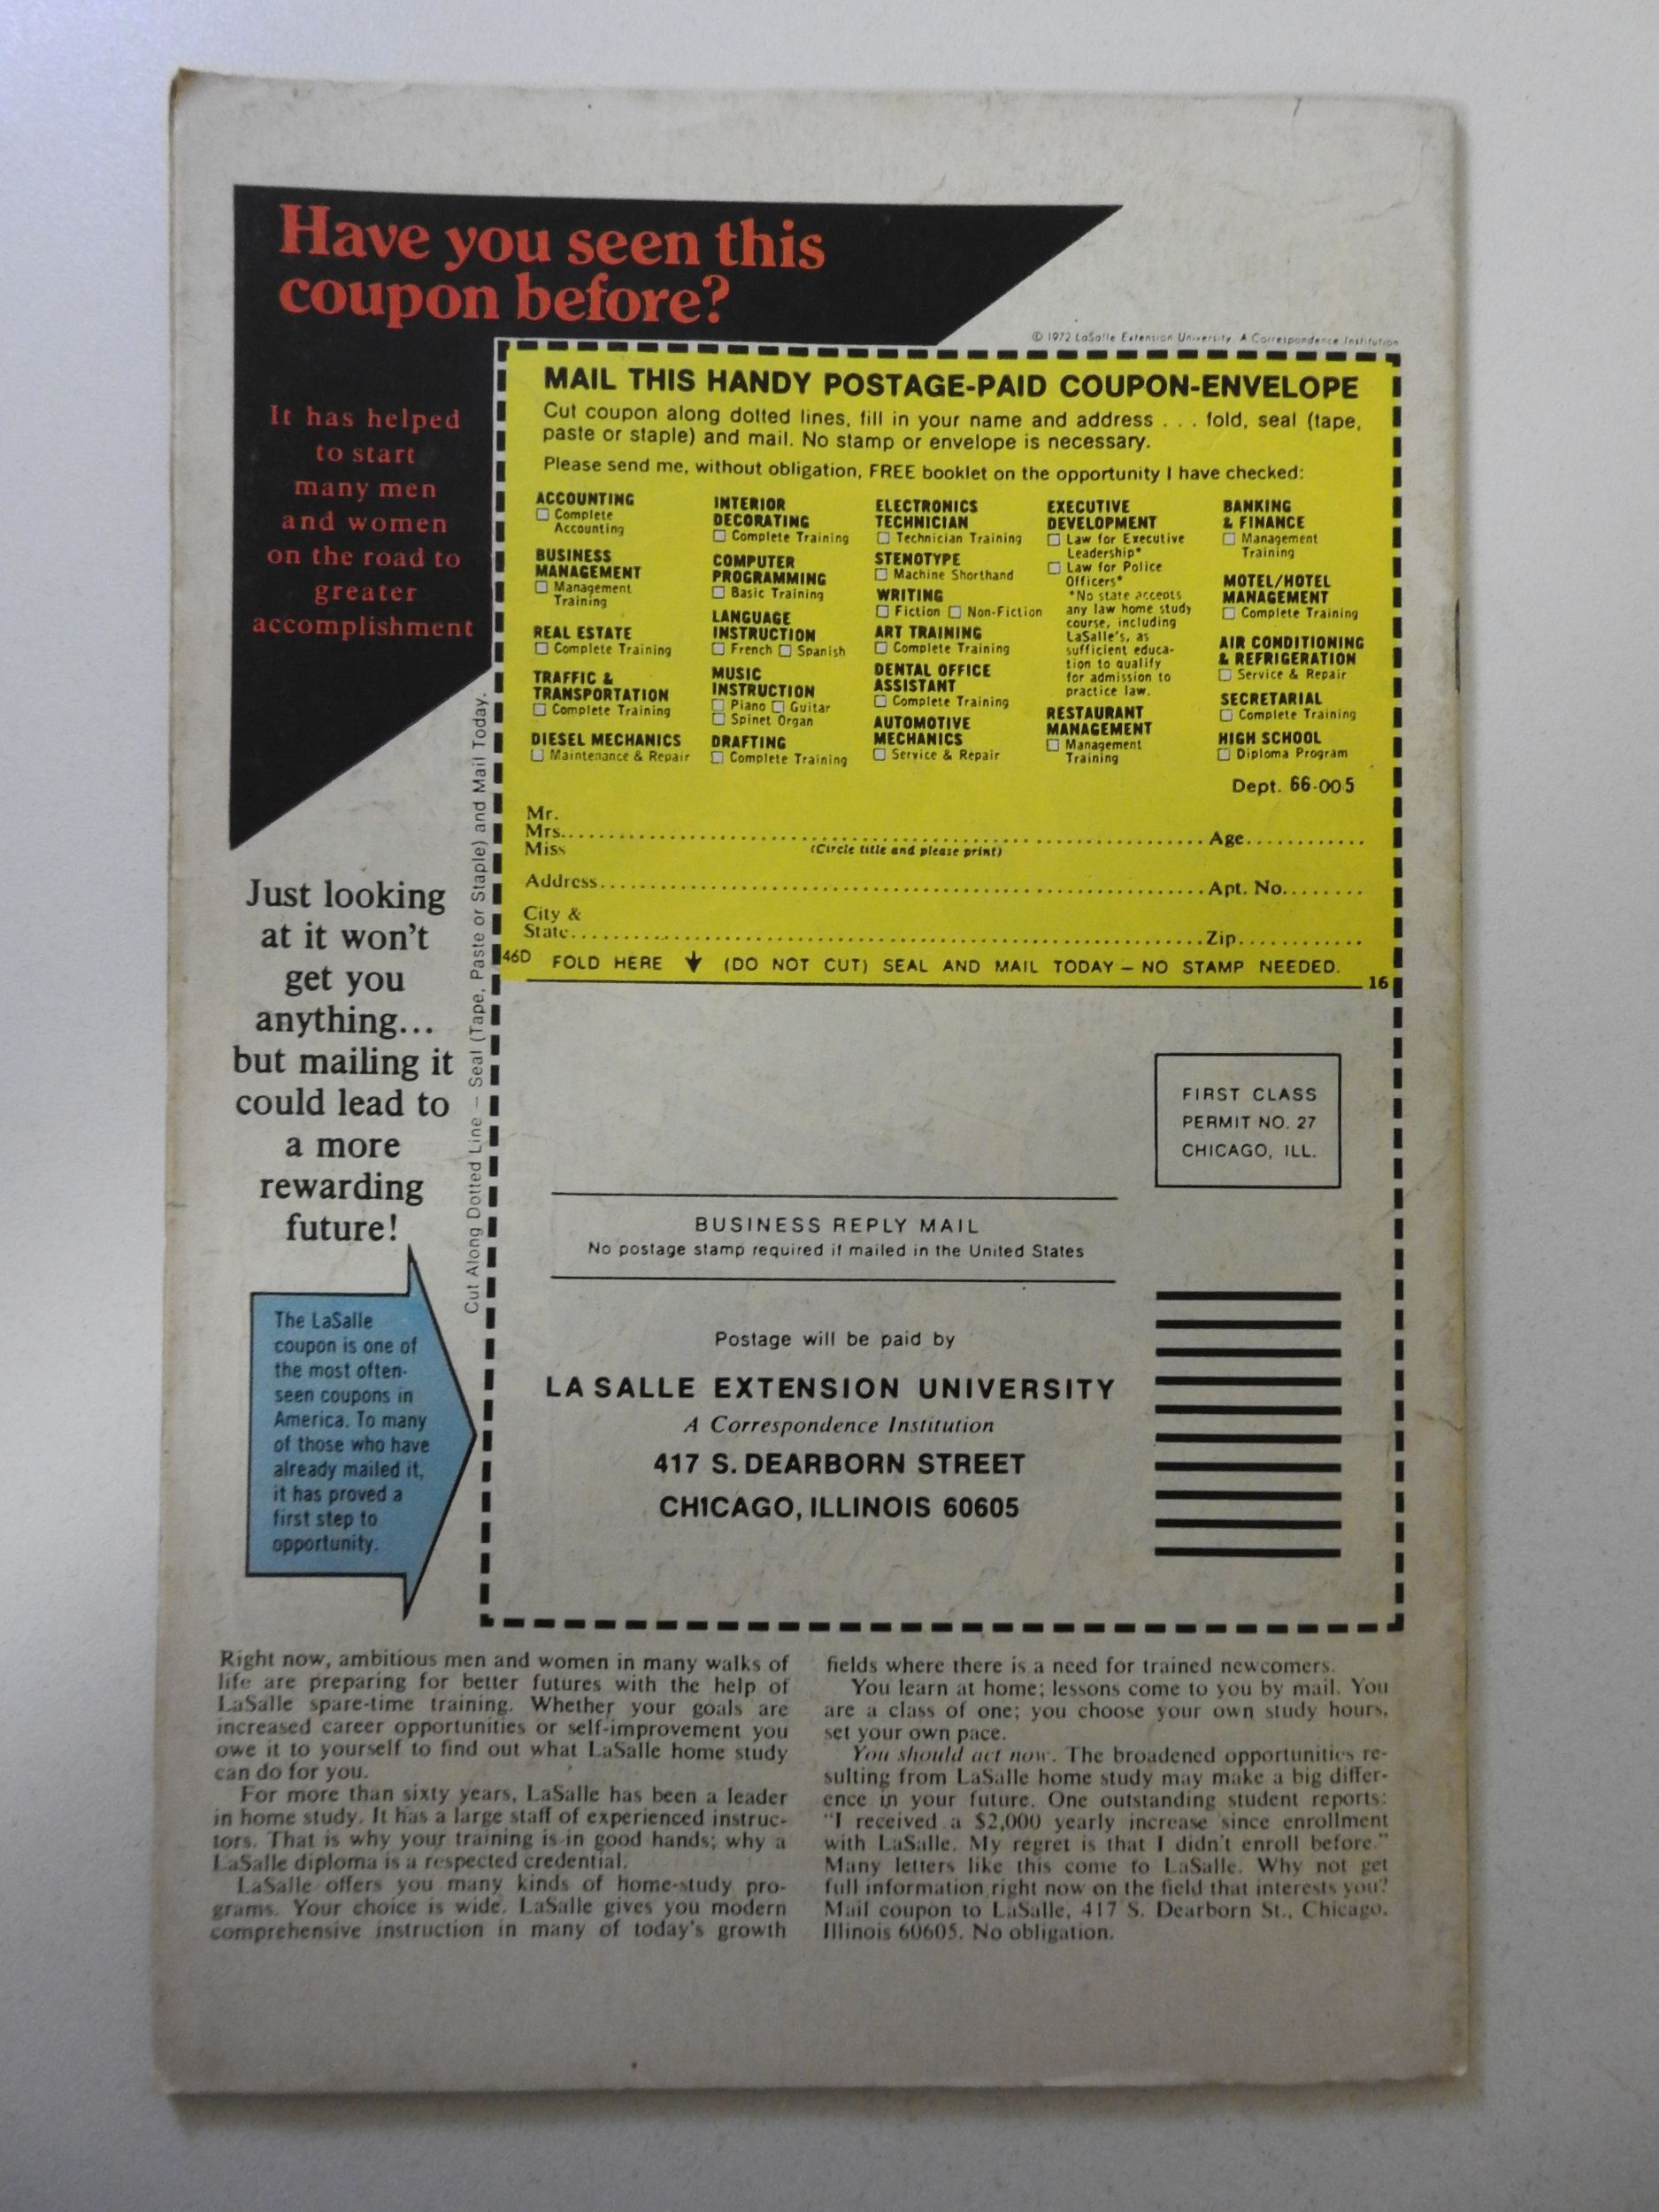 Have you seen this
coupon before?
© 1972 LaSalle Extension University. A Correspondence Institution
It has helped
to start
many men
and women
on the road to
greater
accomplishment
MAIL THIS HANDY POSTAGE-PAID COUPON-ENVELOPE
Cut coupon along dotted lines, fill in your name and address . . . fold, seal (tape,
paste or staple) and mail. No stamp or envelope is necessary.
Please send me, without obligation, FREE booklet on the opportunity I have checked:
ACCOUNTING
Complete
Accounting
BUSINESS
MANAGEMENT
Management
Training
REAL ESTATE
Complete Training
TRAFFIC &
TRANSPORTATION
Complete Training
DIESEL MECHANICS
Maintenance & Repair
INTERIOR
DECORATING
Complete Training
COMPUTER
PROGRAMMING
Basic Training
LANGUAGE
INSTRUCTION
French Spanish
MUSIC
INSTRUCTION
Piano Guitar
Spinet Organ
DRAFTING
Complete Training
ELECTRONICS
TECHNICIAN
Technician Training
STENOTYPE
Machine Shorthand
WRITING
Fiction Non-Fiction
ART TRAINING
Complete Training
DENTAL OFFICE
ASSISTANT
Complete Training
AUTOMOTIVE
MECHANICS
Service & Repair
EXECUTIVE
DEVELOPMENT
Law for Executive
Leadership*
Law for Police
Officers*
*No state accepts
any law home study
course, including
LaSalle's, as
sufficient educa-
tion to qualify
for admission to
practice law.
RESTAURANT
MANAGEMENT
Management
Training
BANKING
& FINANCE
Management
Training
MOTEL/HOTEL
MANAGEMENT
Complete Training
AIR CONDITIONING
& REFRIGERATION
Service & Repair
SECRETARIAL
Complete Training
HIGH SCHOOL
Diploma Program
Dept. 66-005
Mr.
Mrs. Age
Miss (Circle title and please print)
Address Apt. No.
City &
State Zip
46D FOLD HERE (DO NOT CUT) SEAL AND MAIL TODAY – NO STAMP NEEDED.
16
Cut Along Dotted Line – Seal (Tape, Paste or Staple) and Mail Today.
Just looking
at it won't
get you
anything...
but mailing it
could lead to
a more
rewarding
future!
The LaSalle
coupon is one of
the most often-
seen coupons in
America. To many
of those who have
already mailed it,
it has proved a
first step to
opportunity.
FIRST CLASS
PERMIT NO. 27
CHICAGO, ILL.
BUSINESS REPLY MAIL
No postage stamp required if mailed in the United States
Postage will be paid by
LA SALLE EXTENSION UNIVERSITY
A Correspondence Institution
417 S. DEARBORN STREET
CHICAGO, ILLINOIS 60605
Right now, ambitious men and women in many walks of
life are preparing for better futures with the help of
LaSalle spare-time training. Whether your goals are
increased career opportunities or self-improvement you
owe it to yourself to find out what LaSalle home study
can do for you.
For more than sixty years, LaSalle has been a leader
in home study. It has a large staff of experienced instruc-
tors. That is why your training is in good hands; why a
LaSalle diploma is a respected credential.
LaSalle offers you many kinds of home-study pro-
grams. Your choice is wide. LaSalle gives you modern
comprehensive instruction in many of today's growth
fields where there is a need for trained newcomers.
You learn at home; lessons come to you by mail. You
are a class of one; you choose your own study hours,
set your own pace.
You should act now. The broadened opportunities re-
sulting from LaSalle home study may make a big differ-
ence in your future. One outstanding student reports:
"I received a $2,000 yearly increase since enrollment
with LaSalle. My regret is that I didn't enroll before."
Many letters like this come to LaSalle. Why not get
full information right now on the field that interests you?
Mail coupon to LaSalle, 417 S. Dearborn St., Chicago,
Illinois 60605. No obligation.